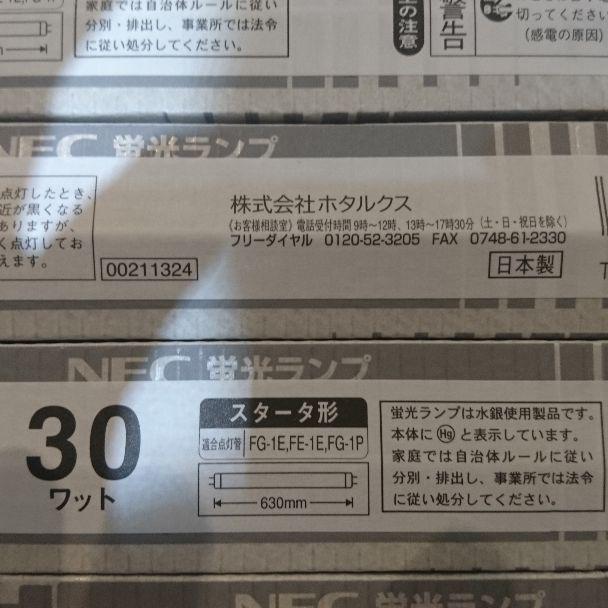 家庭では自治体ルールに従い
分別・排出し、事業所では法令
に従い処分してください。
の注意
警告
切ってください
（感電の原因）
NEC 蛍光ランプ
点灯したとき、
近が黒くなる
ありますが、
く点灯してお
えます。
00211324
株式会社ホタルクス
《お客様相談室》電話受付時間 9時～12時、13時～17時30分（土・日・祝日を除く）
フリーダイヤル 0120-52-3205 FAX 0748-61-2330
日本製
NEC 蛍光ランプ
30
ワット
スタータ形
適合点灯管 FG-1E,FE-1E,FG-1P
630mm
蛍光ランプは水銀使用製品です。
本体に Hg と表示しています。
家庭では自治体ルールに従い
分別・排出し、事業所では法令
に従い処分してください。
NEC 蛍光ランプ